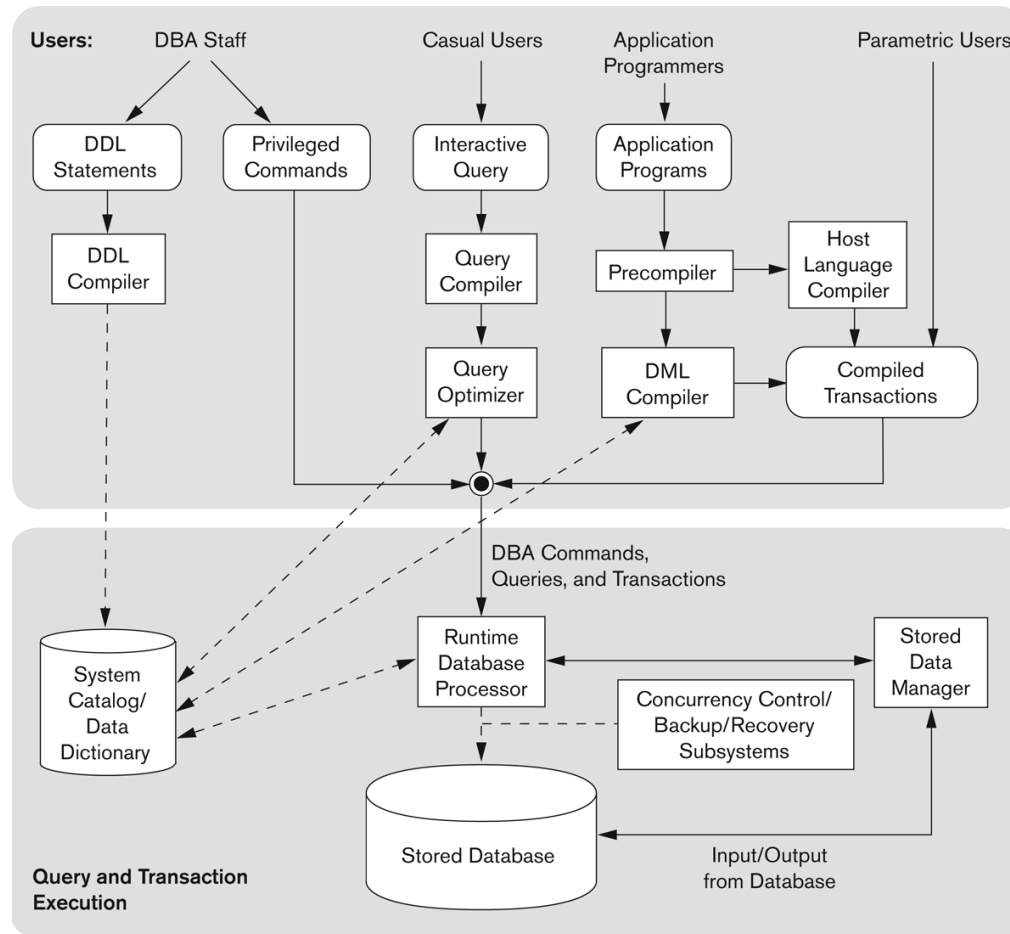 Users:
DBA Staff
Casual Users
Application
Programmers
Parametric Users
DDL
Statements
Privileged
Commands
Interactive
Query
Application
Programs
DDL
Compiler
Query
Compiler
Precompiler
Host
Language
Compiler
Query
Optimizer
DML
Compiler
Compiled
Transactions
DBA Commands,
Queries, and Transactions
System
Catalog/
Data
Dictionary
Runtime
Database
Processor
Stored
Data
Manager
Concurrency Control/
Backup/Recovery
Subsystems
Stored Database
Input/Output
from Database
Query and Transaction
Execution